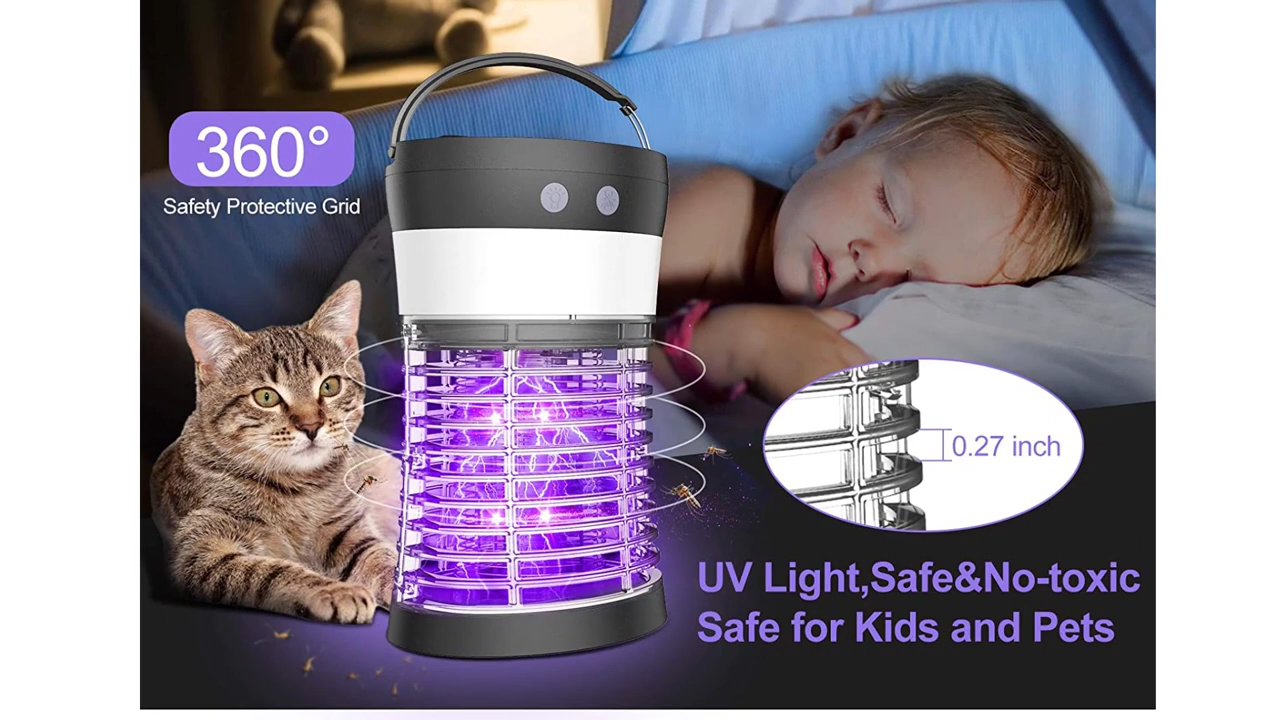 360°
Safety Protective Grid
0.27 inch
UV Light,Safe&No-toxic
Safe for Kids and Pets